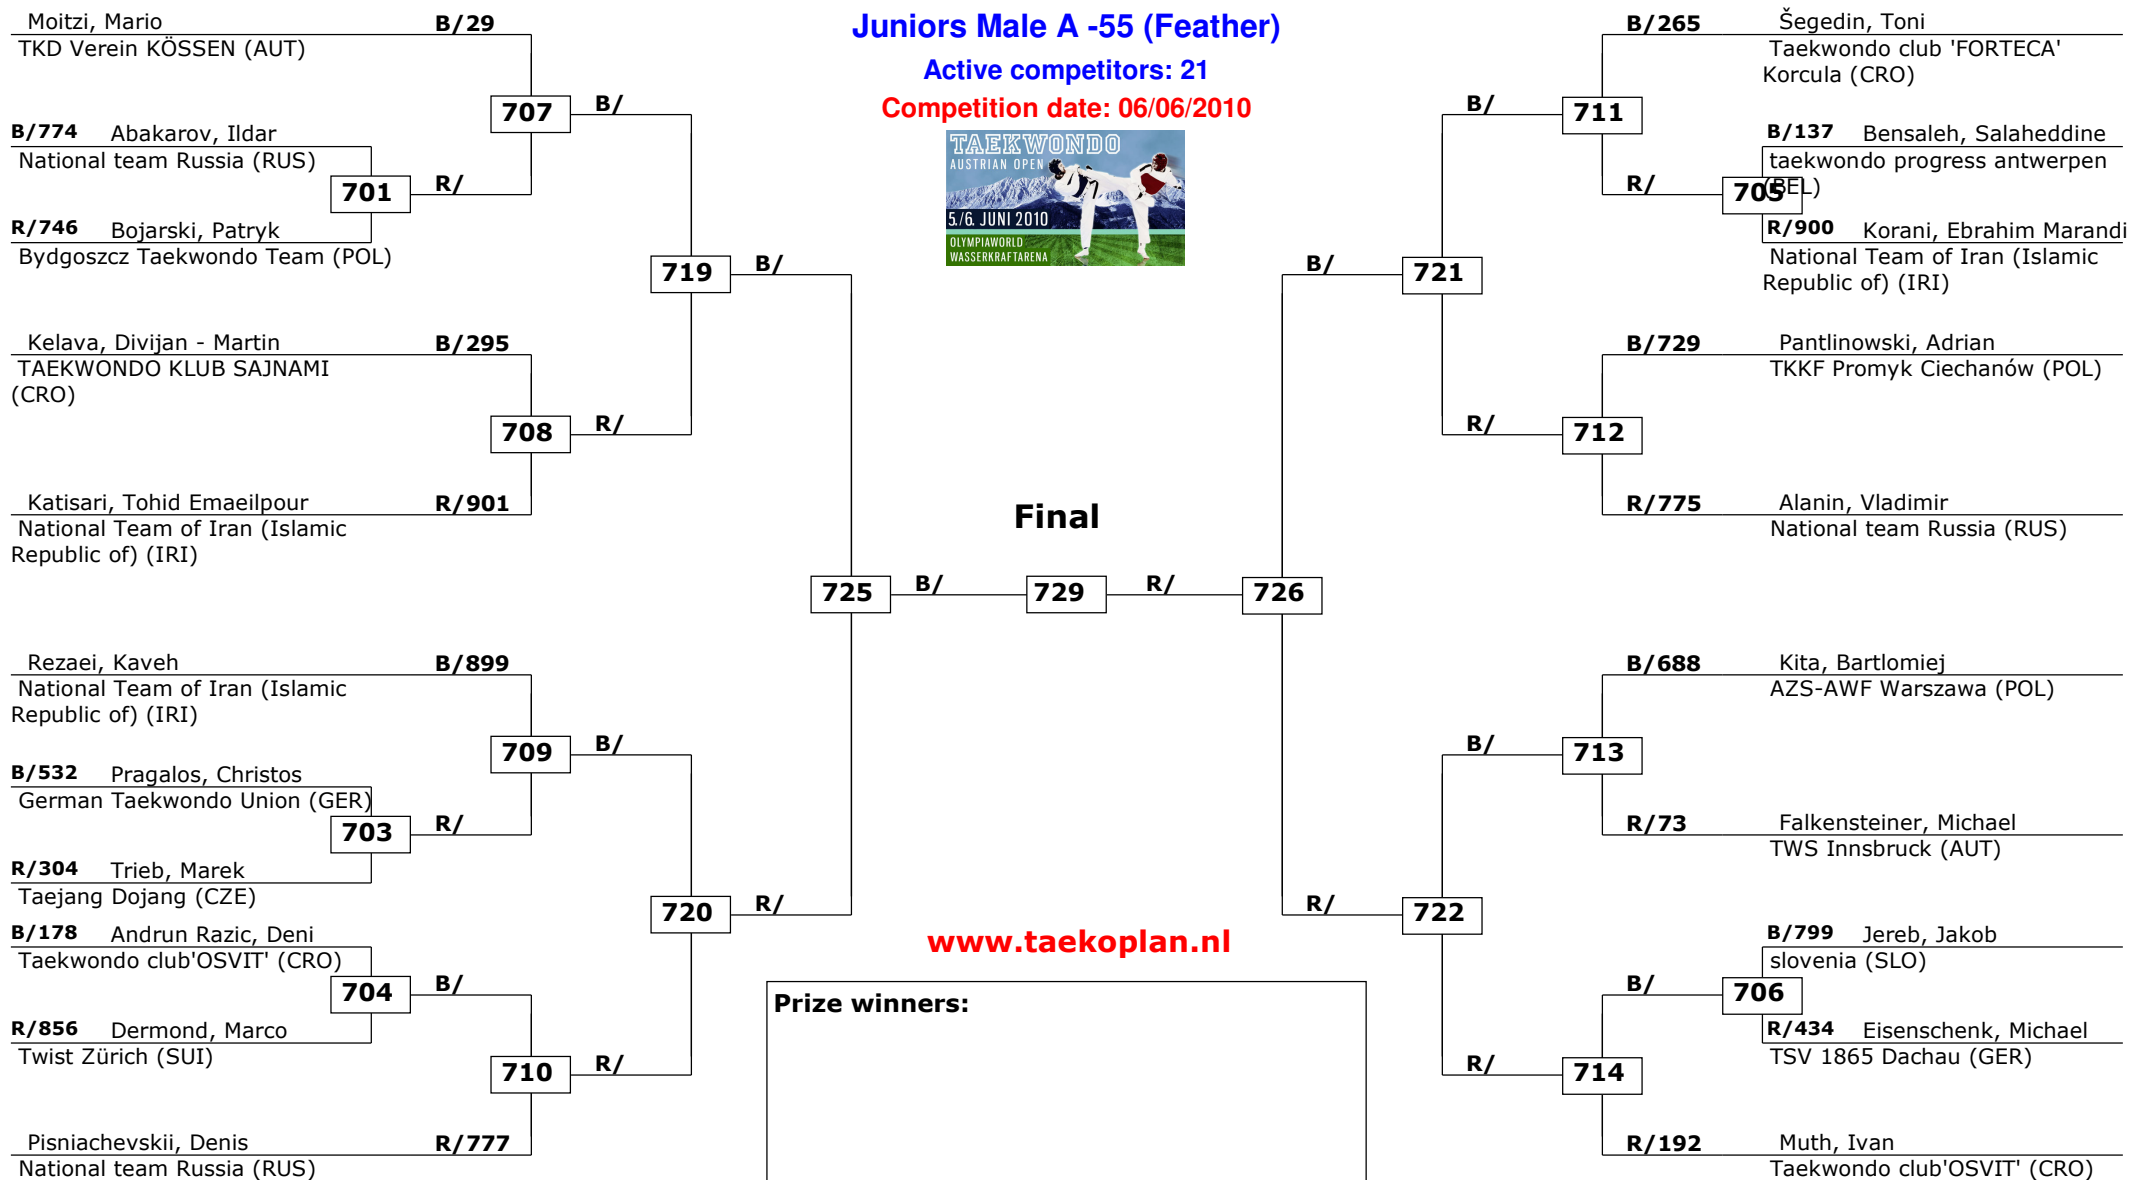 Juniors Male A -55 (Feather)
Active competitors: 21
Competition date: 06/06/2010
TAEKWONDO
AUSTRIAN OPEN
5./6. JUNI 2010
OLYMPIAWORLD
WASSERKRAFTARENA
Moitzi, Mario B/29
TKD Verein KÖSSEN (AUT)
707 B/
B/774 Abakarov, Ildar
National team Russia (RUS)
701 R/
R/746 Bojarski, Patryk
Bydgoszcz Taekwondo Team (POL)
719 B/
Kelava, Divijan - Martin B/295
TAEKWONDO KLUB SAJNAMI
(CRO)
708 R/
Katisari, Tohid Emaeilpour R/901
National Team of Iran (Islamic
Republic of) (IRI)
725 B/
Rezaei, Kaveh B/899
National Team of Iran (Islamic
Republic of) (IRI)
709 B/
B/532 Pragalos, Christos
German Taekwondo Union (GER)
703 R/
R/304 Trieb, Marek
Taejang Dojang (CZE)
720 R/
B/178 Andrun Razic, Deni
Taekwondo club'OSVIT' (CRO)
704 B/
R/856 Dermond, Marco
Twist Zürich (SUI)
710 R/
Pisniachevskii, Denis R/777
National team Russia (RUS)
Final
729
B/265 Šegedin, Toni
Taekwondo club 'FORTECA'
Korcula (CRO)
B/ 711
B/137 Bensaleh, Salaheddine
taekwondo progress antwerpen
(BEL)
R/ 705
R/900 Korani, Ebrahim Marandi
National Team of Iran (Islamic
Republic of) (IRI)
B/ 721
B/729 Pantlinowski, Adrian
TKKF Promyk Ciechanów (POL)
R/ 712
R/775 Alanin, Vladimir
National team Russia (RUS)
R/ 726
B/688 Kita, Bartlomiej
AZS-AWF Warszawa (POL)
B/ 713
R/73 Falkensteiner, Michael
TWS Innsbruck (AUT)
R/ 722
B/799 Jereb, Jakob
slovenia (SLO)
B/ 706
R/434 Eisenschenk, Michael
TSV 1865 Dachau (GER)
R/ 714
R/192 Muth, Ivan
Taekwondo club'OSVIT' (CRO)
www.taekoplan.nl
Prize winners: